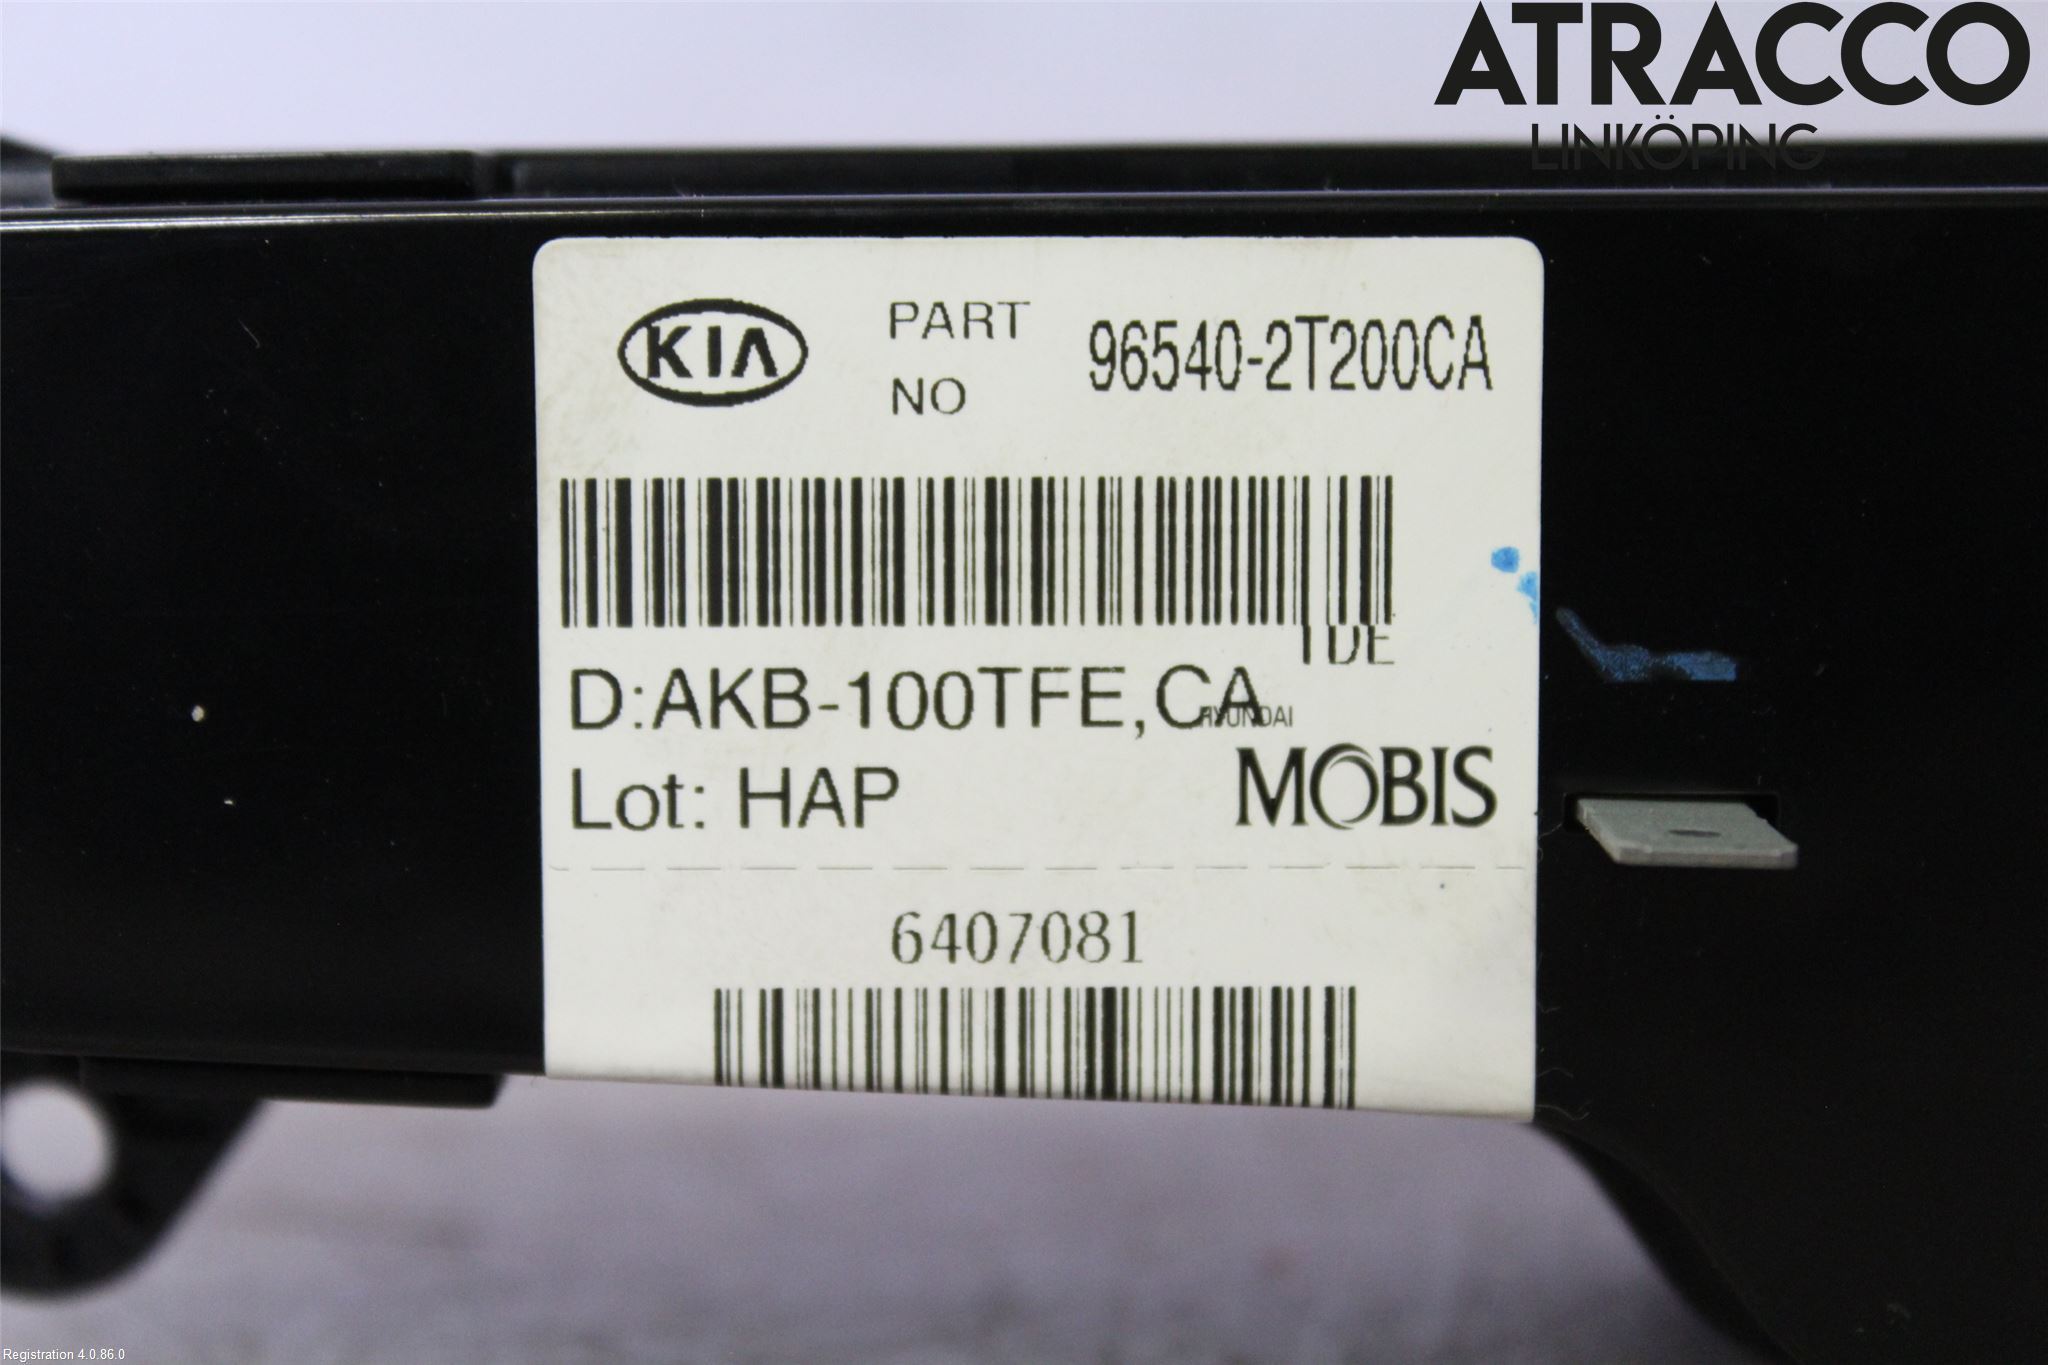 ATRACCO
LINKÖPING
KIA
PART NO
96540-2T200CA
TDE
D:AKB-100TFE,CA
HYUNDAI
MOBIS
Lot: HAP
6407081
Registration 4.0.86.0